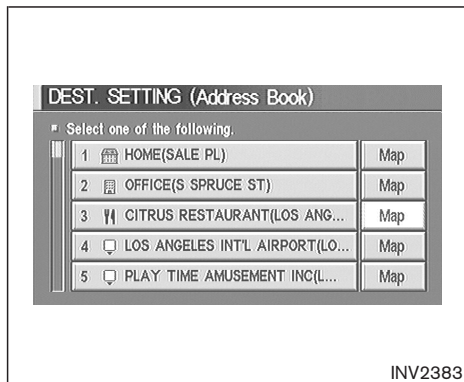 DEST. SETTING (Address Book)
Select one of the following.
1 HOME(SALE PL) Map
2 OFFICE(S SPRUCE ST) Map
3 CITRUS RESTAURANT(LOS ANG... Map
4 LOS ANGELES INT'L AIRPORT(LO... Map
5 PLAY TIME AMUSEMENT INC(L... Map
INV2383